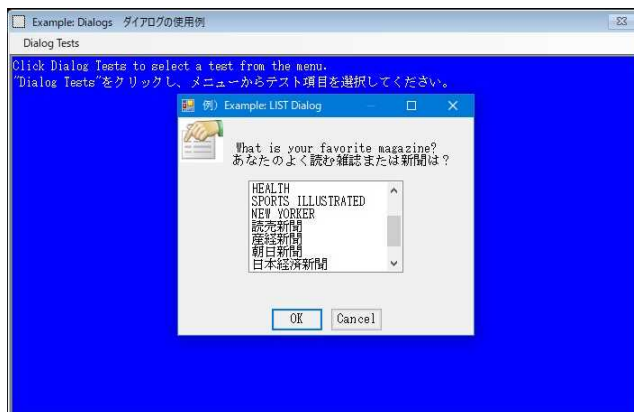 Example: Dialogs ダイアログの使用例
Dialog Tests
Click Dialog Tests to select a test from the menu.
"Dialog Tests"をクリックし、メニューからテスト項目を選択してください。
例）Example: LIST Dialog
What is your favorite magazine?
あなたのよく読む雑誌または新聞は？
HEALTH
SPORTS ILLUSTRATED
NEW YORKER
読売新聞
産経新聞
朝日新聞
日本経済新聞
OK Cancel